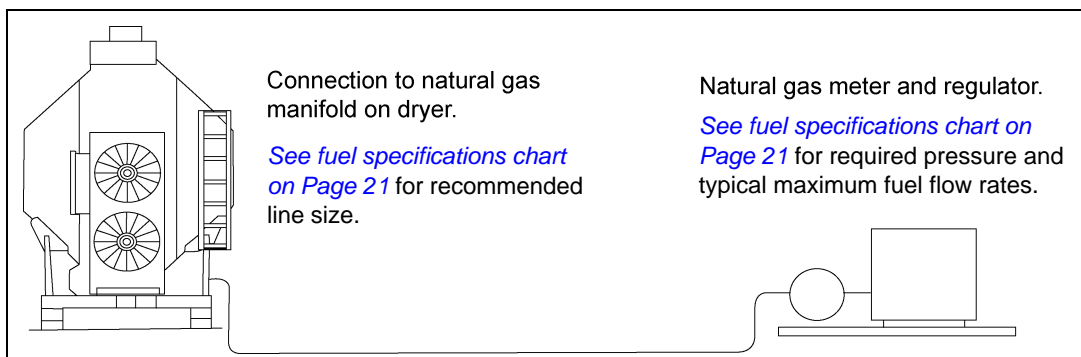 Connection to natural gas
manifold on dryer.
See fuel specifications chart
on Page 21 for recommended
line size.
Natural gas meter and regulator.
See fuel specifications chart on
Page 21 for required pressure and
typical maximum fuel flow rates.